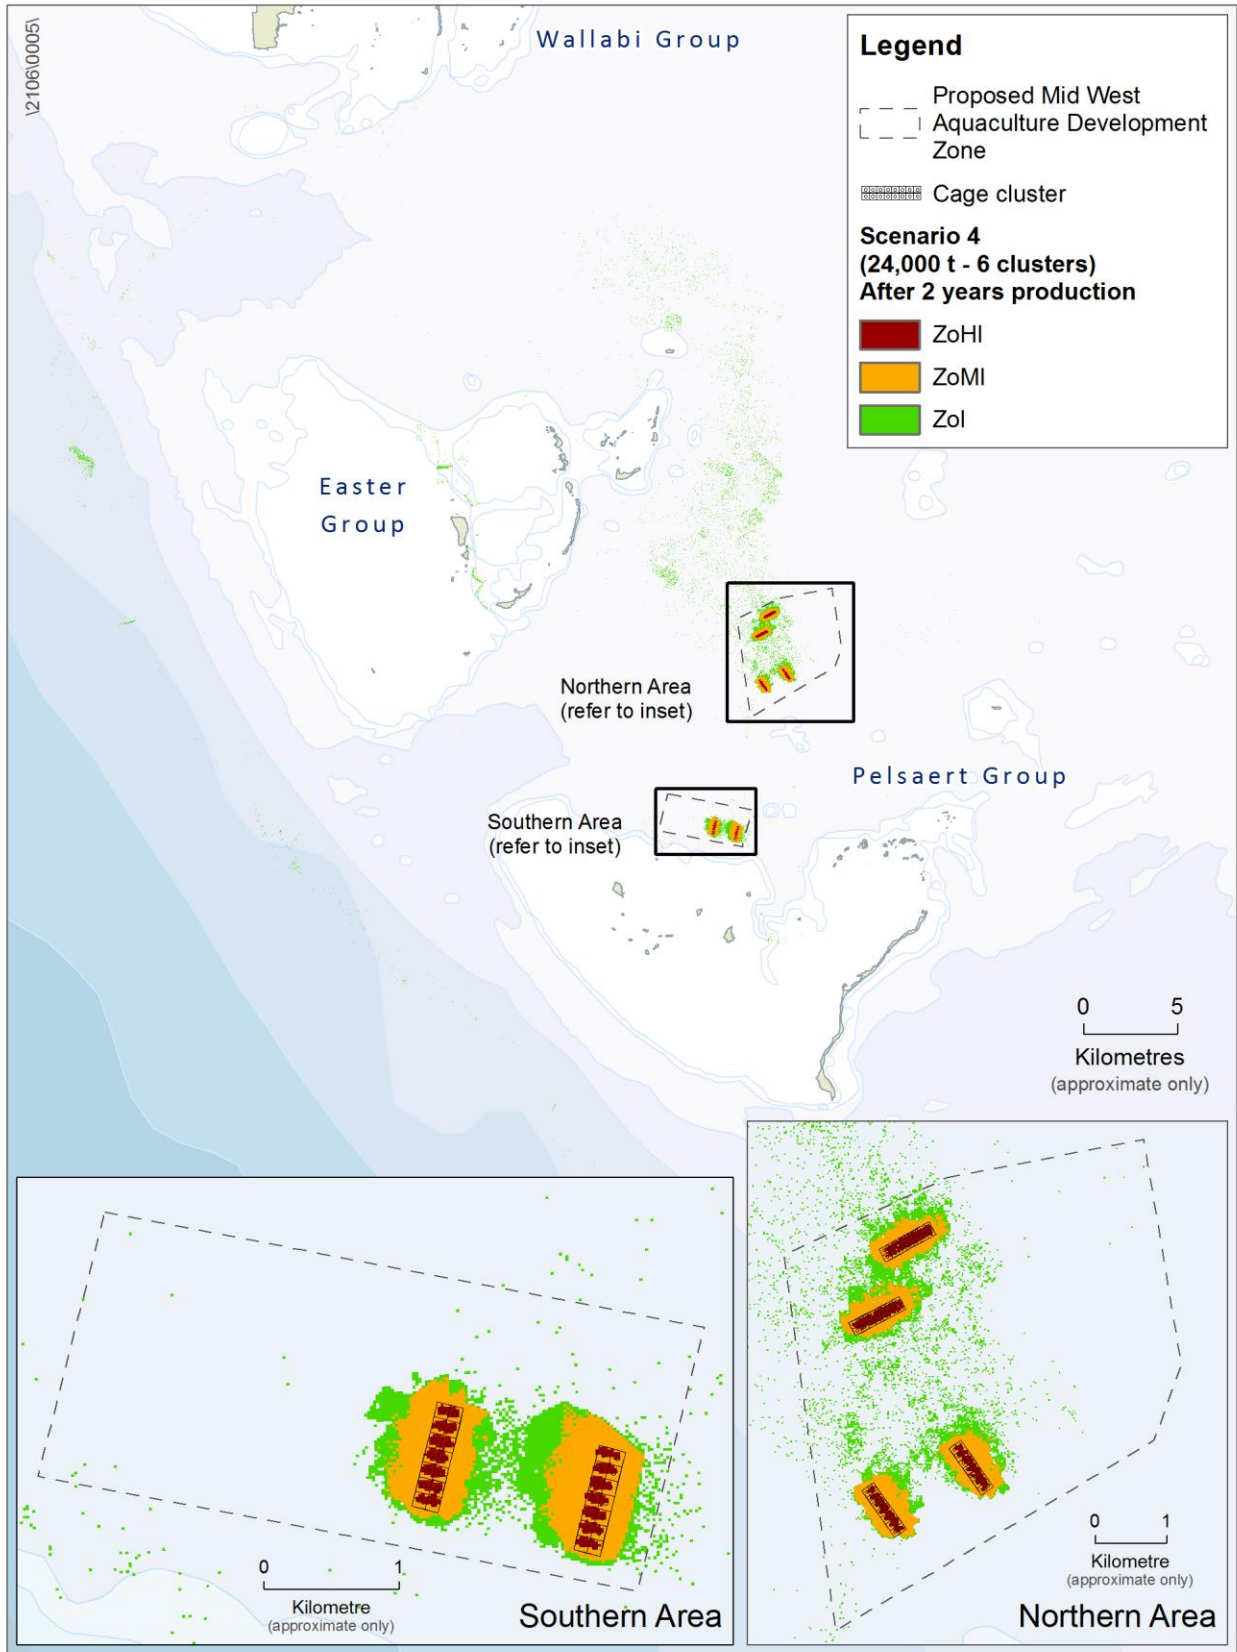 \2106\0005\
Wallabi Group
Legend
Proposed Mid West
Aquaculture Development
Zone
Cage cluster
Scenario 4
(24,000 t - 6 clusters)
After 2 years production
ZoHI
ZoMI
ZoI
Easter
Group
Northern Area
(refer to inset)
Pelsaert Group
Southern Area
(refer to inset)
0 5
Kilometres
(approximate only)
0 1
Kilometre
(approximate only)
Southern Area
0 1
Kilometre
(approximate only)
Northern Area